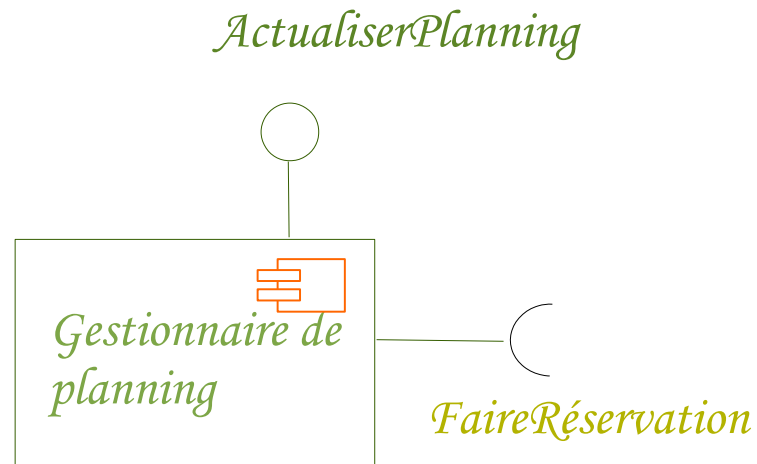 ActualiserPlanning
Gestionnaire de
planning
FaireRéservation